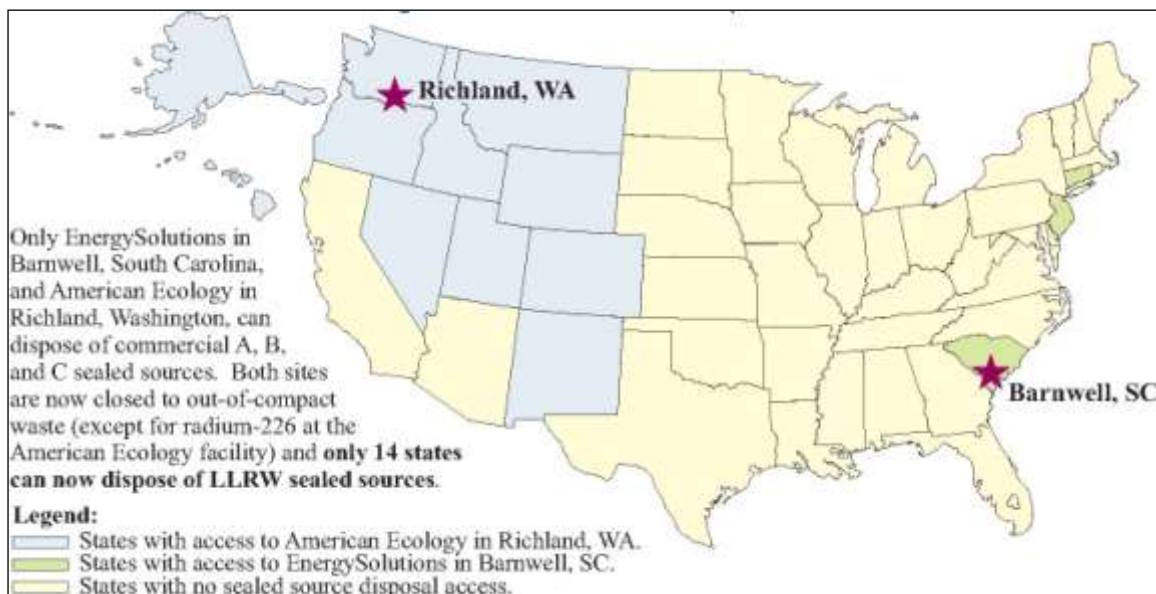 Richland, WA
Only EnergySolutions in
Barnwell, South Carolina,
and American Ecology in
Richland, Washington, can
dispose of commercial A, B,
and C sealed sources.  Both sites
are now closed to out-of-compact
waste (except for radium-226 at the
American Ecology facility) and only 14 states
can now dispose of LLRW sealed sources.
Barnwell, SC
Legend:
States with access to American Ecology in Richland, WA.
States with access to EnergySolutions in Barnwell, SC.
States with no sealed source disposal access.